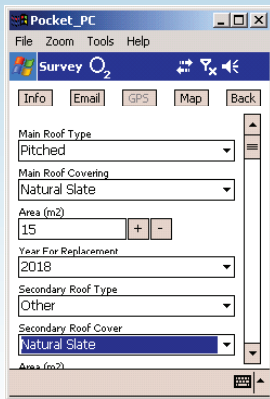 Pocket_PC
File Zoom Tools Help
Survey O2
Info Email GPS Map Back
Main Roof Type
Pitched
Main Roof Covering
Natural Slate
Area (m2)
15 + -
Year For Replacement
2018
Secondary Roof Type
Other
Secondary Roof Cover
Natural Slate
Area (m2)